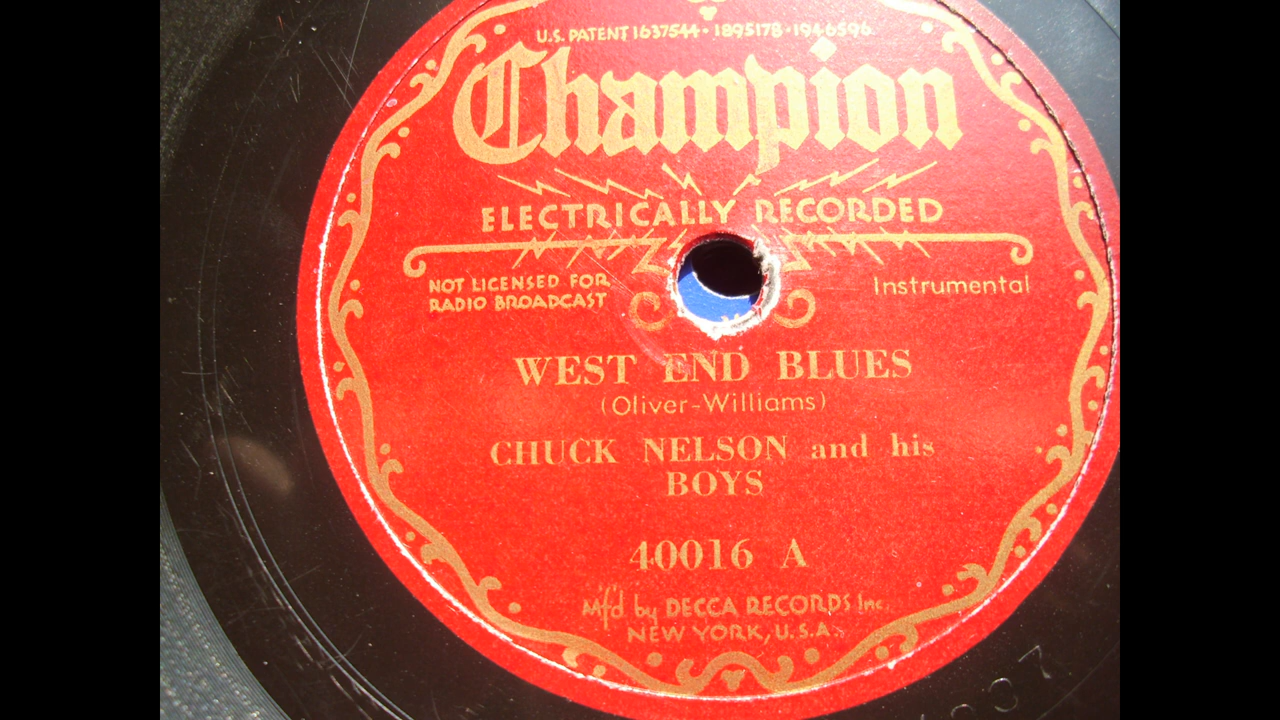 U.S. PATENT 1637544 · 1895178 · 1946596
Champion
ELECTRICALLY RECORDED
NOT LICENSED FOR
RADIO BROADCAST
Instrumental
WEST END BLUES
(Oliver-Williams)
CHUCK NELSON and his
BOYS
40016 A
Mf'd by DECCA RECORDS Inc.
NEW YORK, U.S.A.